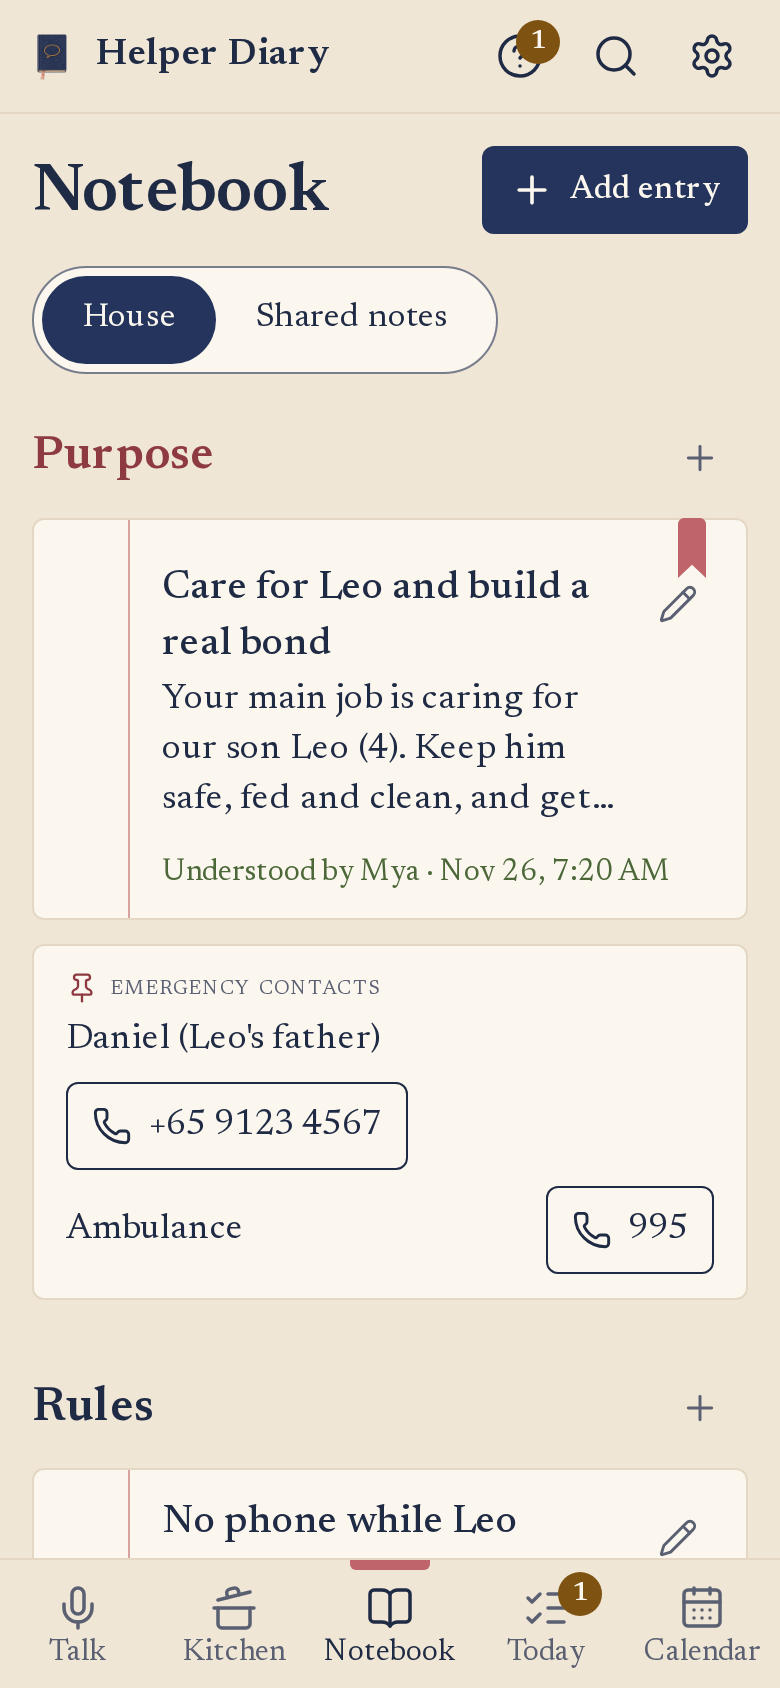 Helper Diary
1
Notebook
Add entry
House
Shared notes
Purpose
Care for Leo and build a
real bond
Your main job is caring for
our son Leo (4). Keep him
safe, fed and clean, and get...
Understood by Mya · Nov 26, 7:20 AM
EMERGENCY CONTACTS
Daniel (Leo's father)
+65 9123 4567
Ambulance
995
Rules
No phone while Leo
1
Talk
Kitchen
Notebook
Today
Calendar